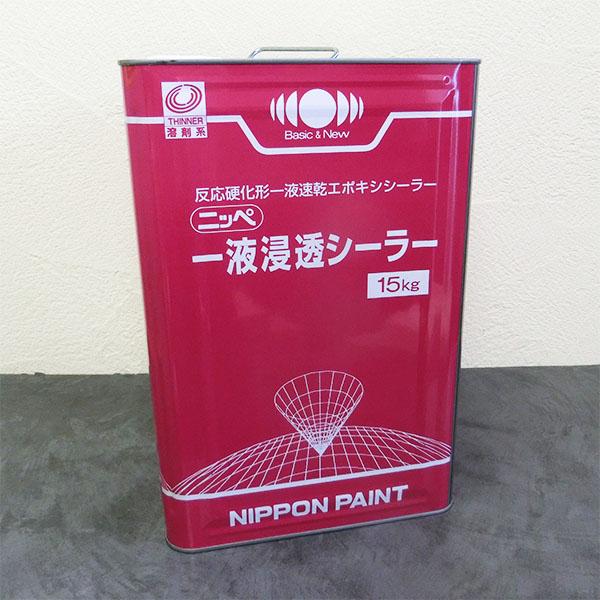 THINNER
溶剤系
Basic & New
反応硬化形一液速乾エポキシシーラー
ニッペ
一液浸透シーラー
15kg
NIPPON PAINT